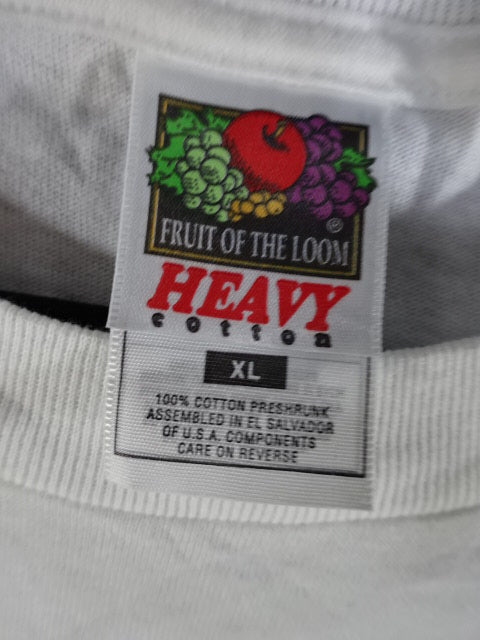 FRUIT OF THE LOOM
®
HEAVY
cotton
XL
100% COTTON PRESHRUNK
ASSEMBLED IN EL SALVADOR
OF U.S.A. COMPONENTS
CARE ON REVERSE